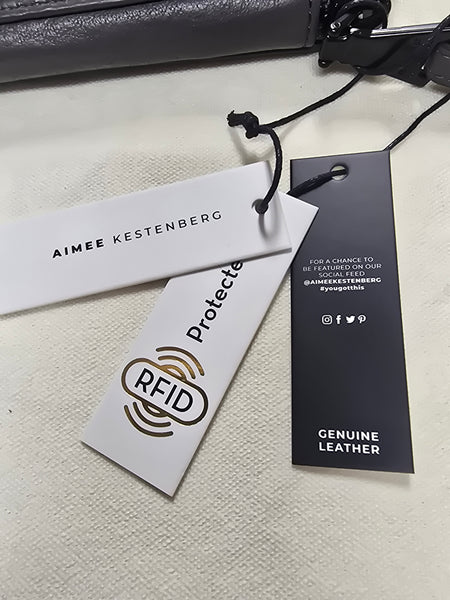 AIMEE KESTENBERG
Protecte
RFID
FOR A CHANCE TO
BE FEATURED ON OUR
SOCIAL FEED
@AIMEEKESTENBERG
#yougotthis
GENUINE
LEATHER